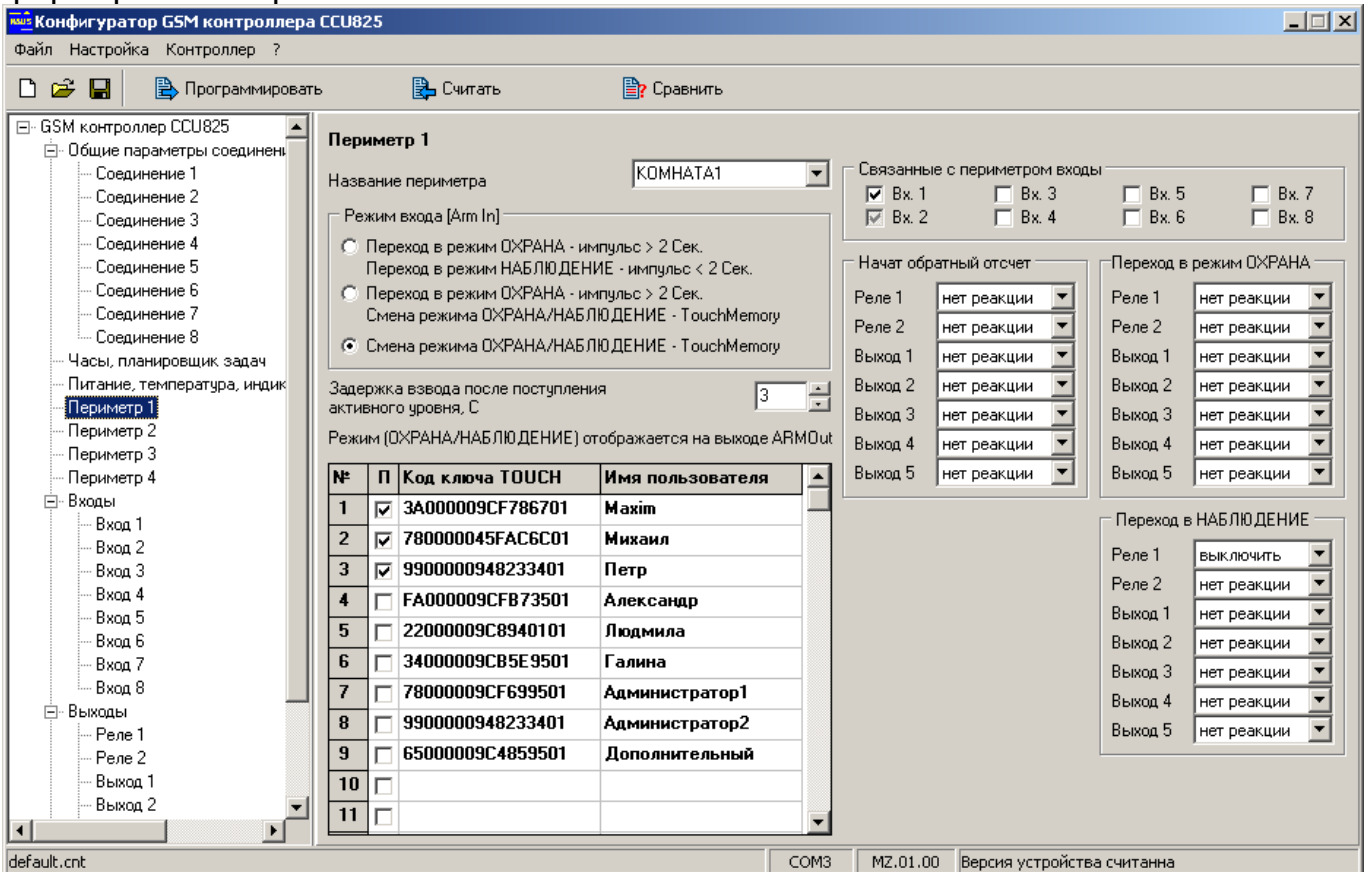 Конфигуратор GSM контроллера CCU825
Файл Настройка Контроллер ?
Программировать Считать Сравнить
GSM контроллер CCU825
Общие параметры соединени
Соединение 1
Соединение 2
Соединение 3
Соединение 4
Соединение 5
Соединение 6
Соединение 7
Соединение 8
Часы, планировщик задач
Питание, температура, индик
Периметр 1
Периметр 2
Периметр 3
Периметр 4
Входы
Вход 1
Вход 2
Вход 3
Вход 4
Вход 5
Вход 6
Вход 7
Вход 8
Выходы
Реле 1
Реле 2
Выход 1
Выход 2
Периметр 1
Название периметра КОМНАТА1
Режим входа [Arm In]
Переход в режим ОХРАНА - импульс > 2 Сек.
Переход в режим НАБЛЮДЕНИЕ - импульс < 2 Сек.
Переход в режим ОХРАНА - импульс > 2 Сек.
Смена режима ОХРАНА/НАБЛЮДЕНИЕ - TouchMemory
Смена режима ОХРАНА/НАБЛЮДЕНИЕ - TouchMemory
Задержка взвода после поступления
активного уровня, С 3
Режим (ОХРАНА/НАБЛЮДЕНИЕ) отображается на выходе ARMOut
№ П Код ключа TOUCH Имя пользователя
1 3A000009CF786701 Maxim
2 780000045FAC6C01 Михаил
3 9900000948233401 Петр
4 FA000009CFB73501 Александр
5 22000009C8940101 Людмила
6 34000009CB5E9501 Галина
7 78000009CF699501 Администратор1
8 9900000948233401 Администратор2
9 65000009C4859501 Дополнительный
10
11
Связанные с периметром входы
Вх. 1 Вх. 3 Вх. 5 Вх. 7
Вх. 2 Вх. 4 Вх. 6 Вх. 8
Начат обратный отсчет
Реле 1 нет реакции
Реле 2 нет реакции
Выход 1 нет реакции
Выход 2 нет реакции
Выход 3 нет реакции
Выход 4 нет реакции
Выход 5 нет реакции
Переход в режим ОХРАНА
Реле 1 нет реакции
Реле 2 нет реакции
Выход 1 нет реакции
Выход 2 нет реакции
Выход 3 нет реакции
Выход 4 нет реакции
Выход 5 нет реакции
Переход в НАБЛЮДЕНИЕ
Реле 1 выключить
Реле 2 нет реакции
Выход 1 нет реакции
Выход 2 нет реакции
Выход 3 нет реакции
Выход 4 нет реакции
Выход 5 нет реакции
default.cnt COM3 MZ.01.00 Версия устройства считанна